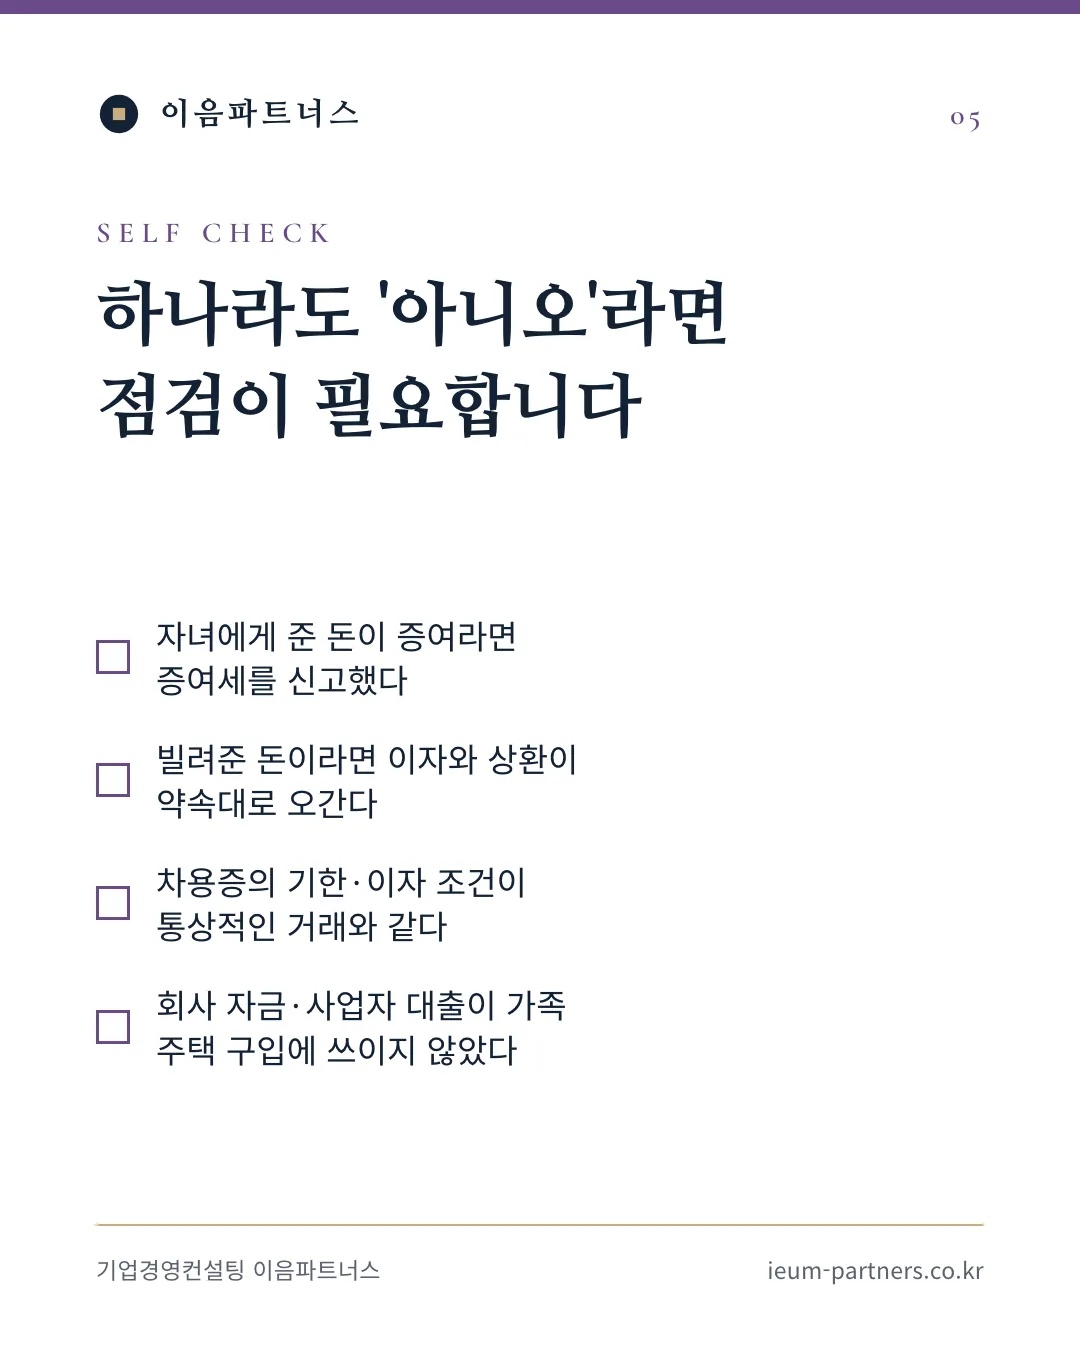 이음파트너스
05
SELF CHECK
하나라도 '아니오'라면
점검이 필요합니다
자녀에게 준 돈이 증여라면
증여세를 신고했다
빌려준 돈이라면 이자와 상환이
약속대로 오간다
차용증의 기한·이자 조건이
통상적인 거래와 같다
회사 자금·사업자 대출이 가족
주택 구입에 쓰이지 않았다
기업경영컨설팅 이음파트너스
ieum-partners.co.kr